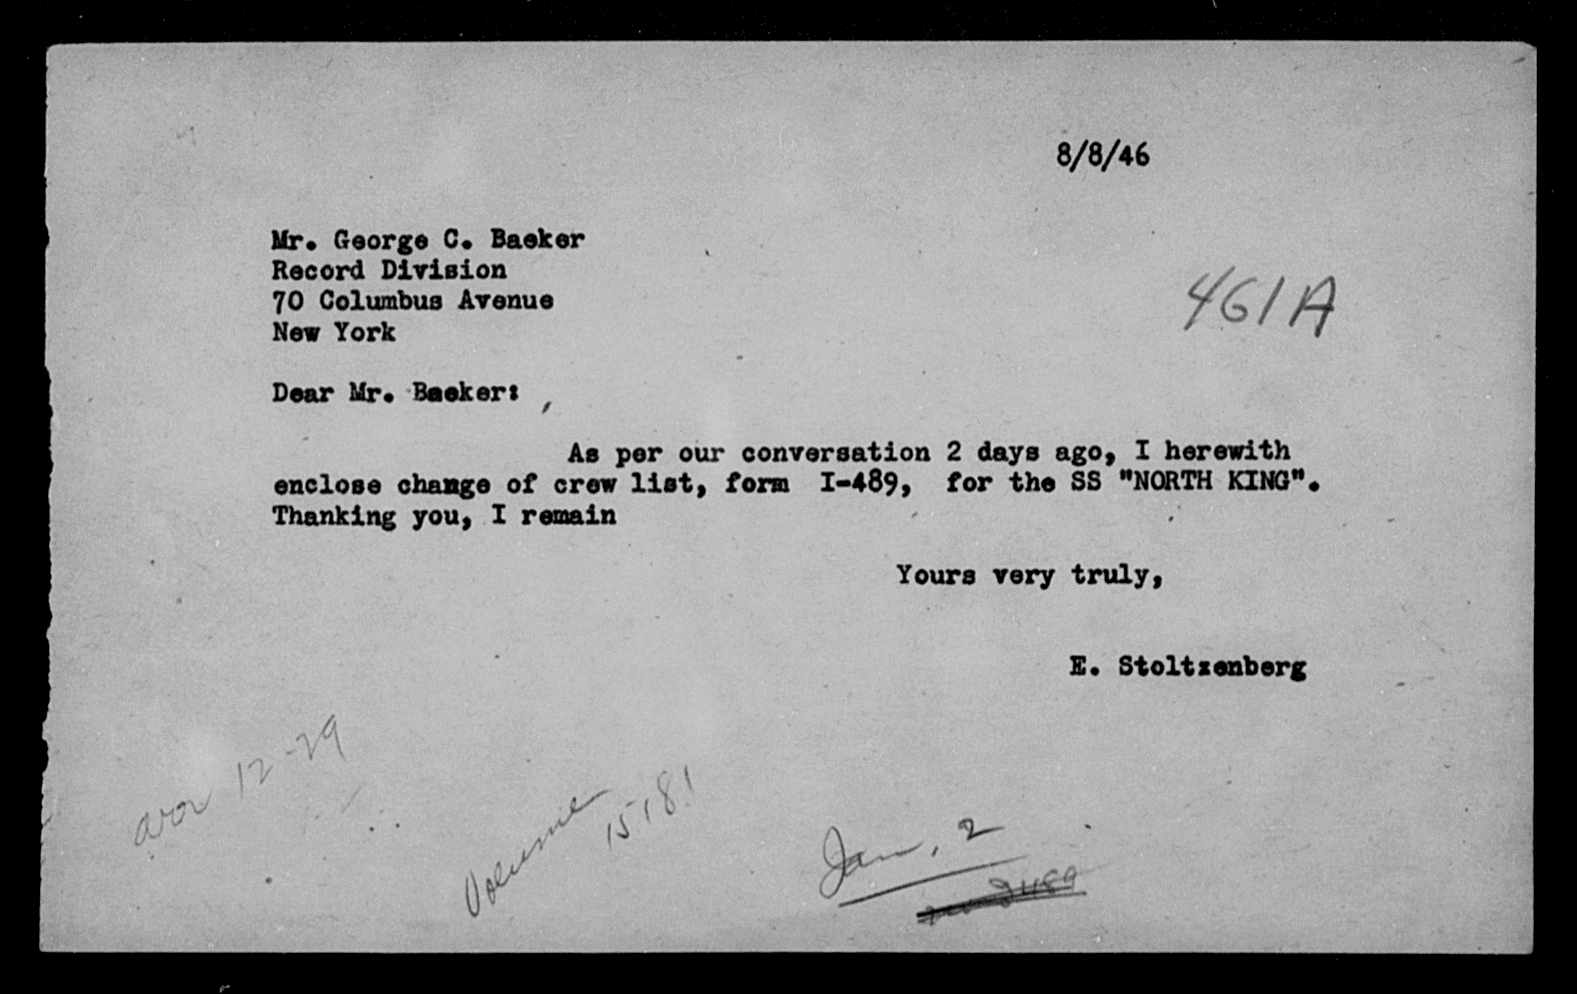 8/8/46
Mr. George C. Baeker
Record Division
70 Columbus Avenue
New York
461A
Dear Mr. Baeker:
As per our conversation 2 days ago, I herewith
enclose change of crew list, form I-489, for the SS "NORTH KING".
Thanking you, I remain
Yours very truly,
E. Stoltzenberg
arr 12-29
Volume
15181
Jan, 2